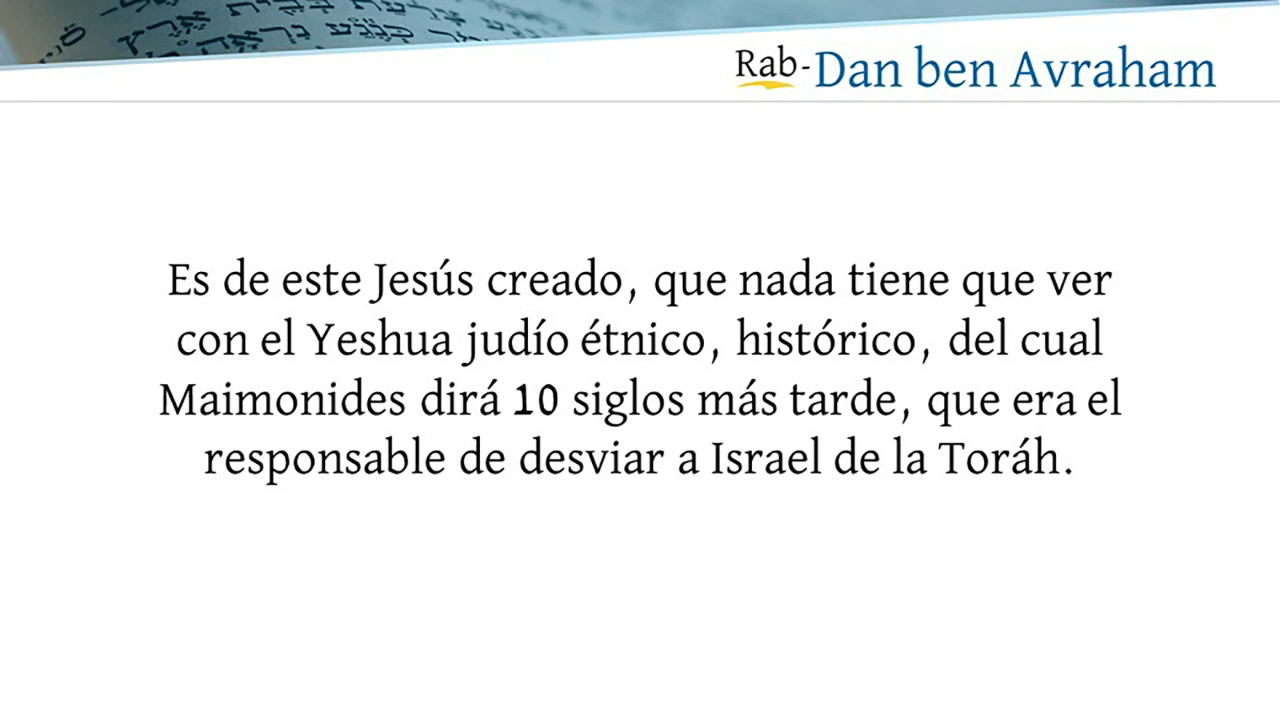 Rab-Dan ben Avraham
Es de este Jesús creado, que nada tiene que ver
con el Yeshua judío étnico, histórico, del cual
Maimonides dirá 10 siglos más tarde, que era el
responsable de desviar a Israel de la Toráh.